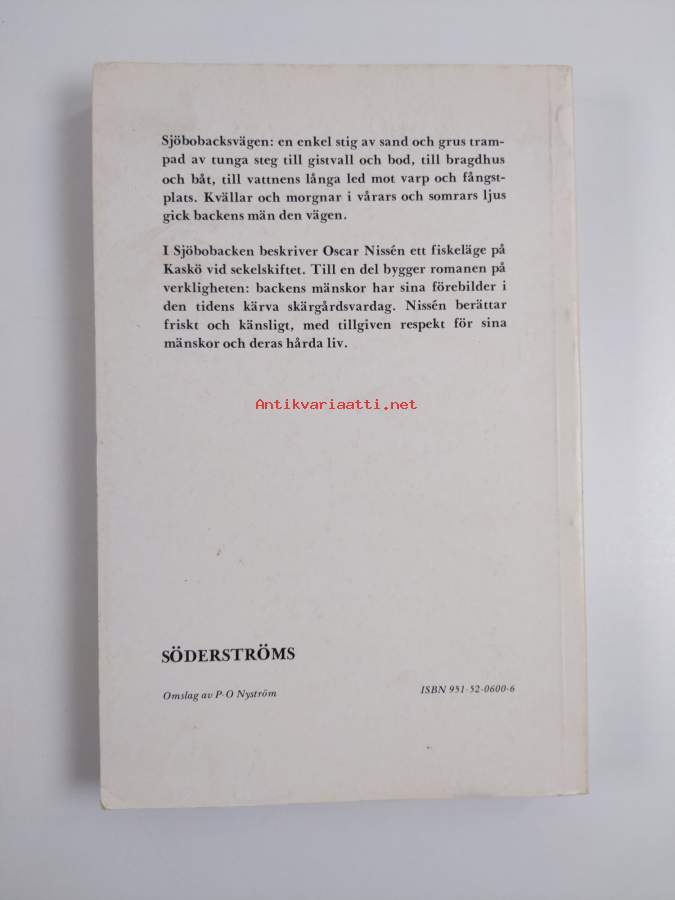 Sjöbobacksvägen: en enkel stig av sand och grus tram-
pad av tunga steg till gistvall och bod, till bragdhus
och båt, till vattnens långa led mot varp och fångst-
plats. Kvällar och morgnar i vårars och somrars ljus
gick backens män den vägen.
I Sjöbobacken beskriver Oscar Nissén ett fiskeläge på
Kaskö vid sekelskiftet. Till en del bygger romanen på
verkligheten: backens mänskor har sina förebilder i
den tidens kärva skärgårdsvardag. Nissén berättar
friskt och känsligt, med tillgiven respekt för sina
mänskor och deras hårda liv.
Antikvariaatti.net
SÖDERSTRÖMS
Omslag av P-O Nyström
ISBN 951-52-0600-6